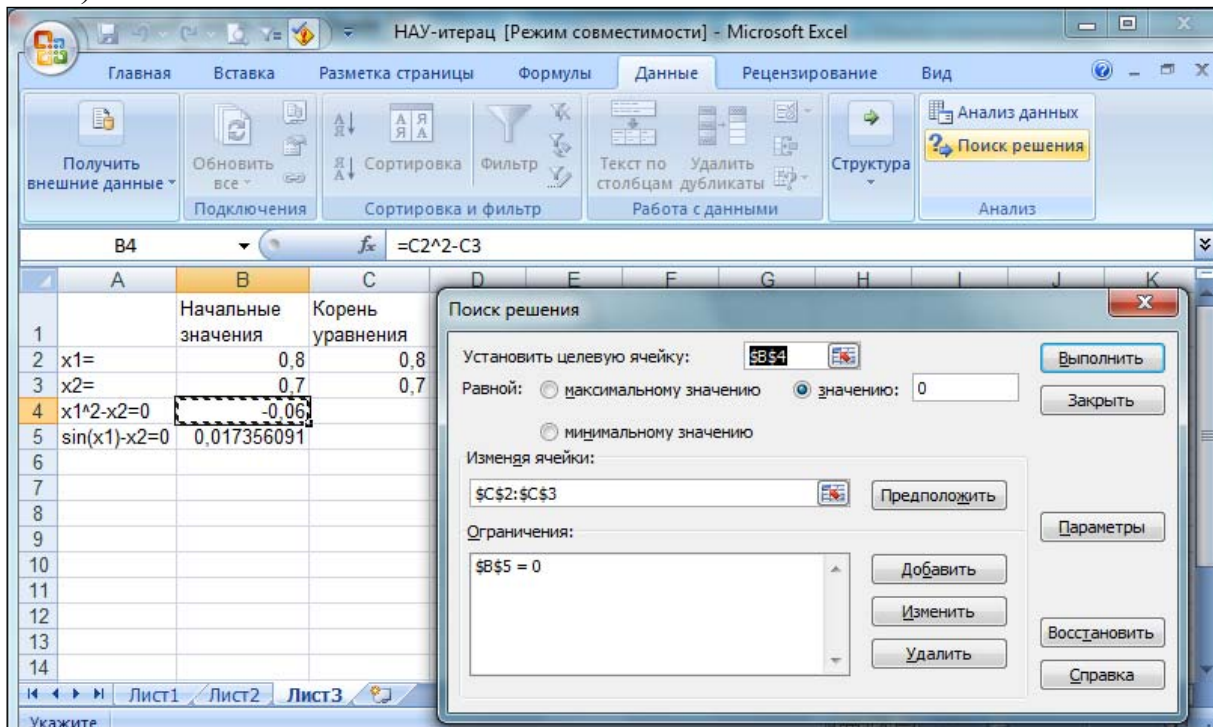 НАУ-итерац [Режим совместимости] - Microsoft Excel
Главная Вставка Разметка страницы Формулы Данные Рецензирование Вид
Получить внешние данные
Обновить все
Подключения
Сортировка
Фильтр
Сортировка и фильтр
Текст по столбцам
Удалить дубликаты
Работа с данными
Структура
Анализ данных
Поиск решения
Анализ
B4 fx =C2^2-C3
A B C D E F G H I J K
1 Начальные значения Корень уравнения
2 x1= 0,8 0,8
3 x2= 0,7 0,7
4 x1^2-x2=0 -0,06
5 sin(x1)-x2=0 0,017356091
6
7
8
9
10
11
12
13
14
Лист1 Лист2 Лист3
Укажите
Поиск решения
Установить целевую ячейку: $B$4
Равной: максимальному значению значению: 0
минимальному значению
Изменяя ячейки:
$C$2:$C$3
Предположить
Ограничения:
$B$5 = 0
Добавить
Изменить
Удалить
Выполнить
Закрыть
Параметры
Восстановить
Справка